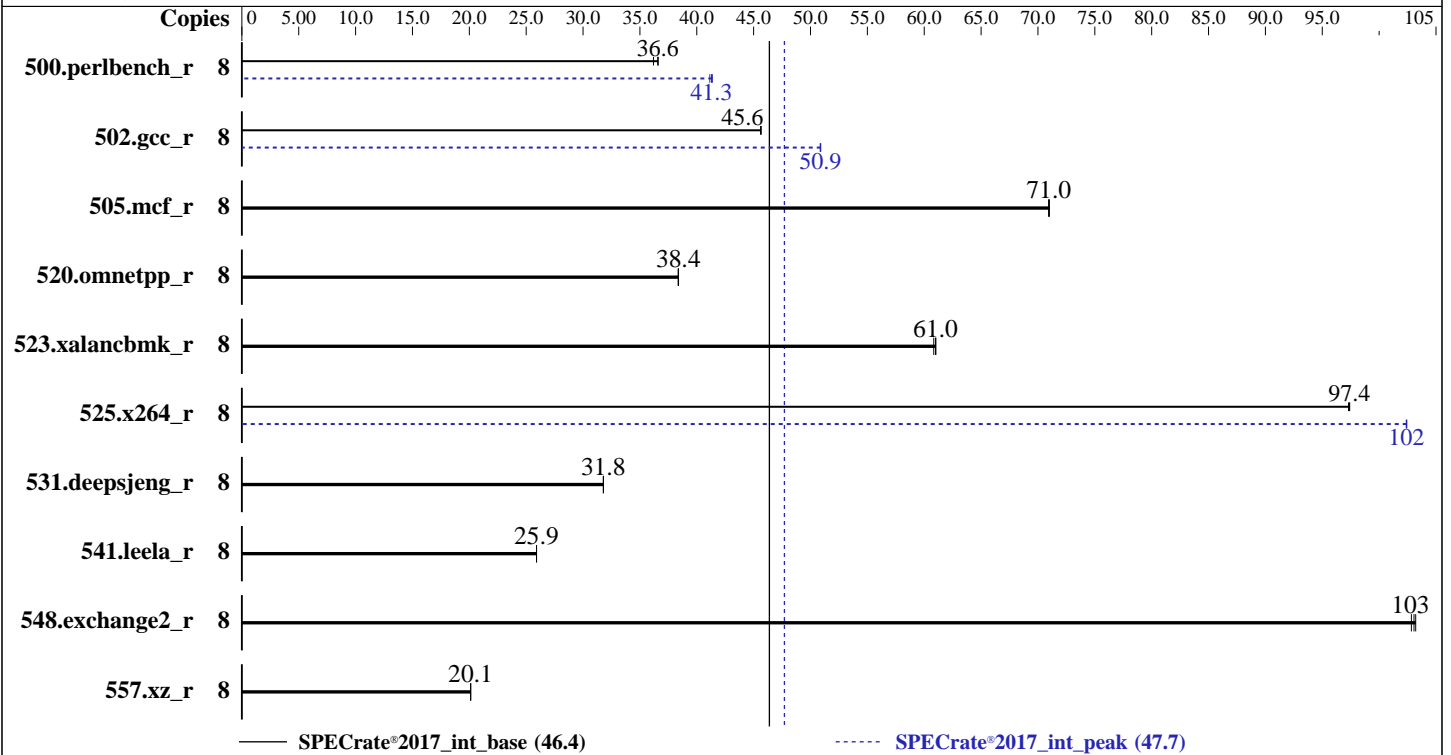 Copies 0 5.00 10.0 15.0 20.0 25.0 30.0 35.0 40.0 45.0 50.0 55.0 60.0 65.0 70.0 75.0 80.0 85.0 90.0 95.0 105
36.6
500.perlbench_r 8
41.3
45.6
502.gcc_r 8
50.9
71.0
505.mcf_r 8
38.4
520.omnetpp_r 8
61.0
523.xalancbmk_r 8
97.4
525.x264_r 8
102
31.8
531.deepsjeng_r 8
25.9
541.leela_r 8
103
548.exchange2_r 8
20.1
557.xz_r 8
SPECrate®2017_int_base (46.4) SPECrate®2017_int_peak (47.7)